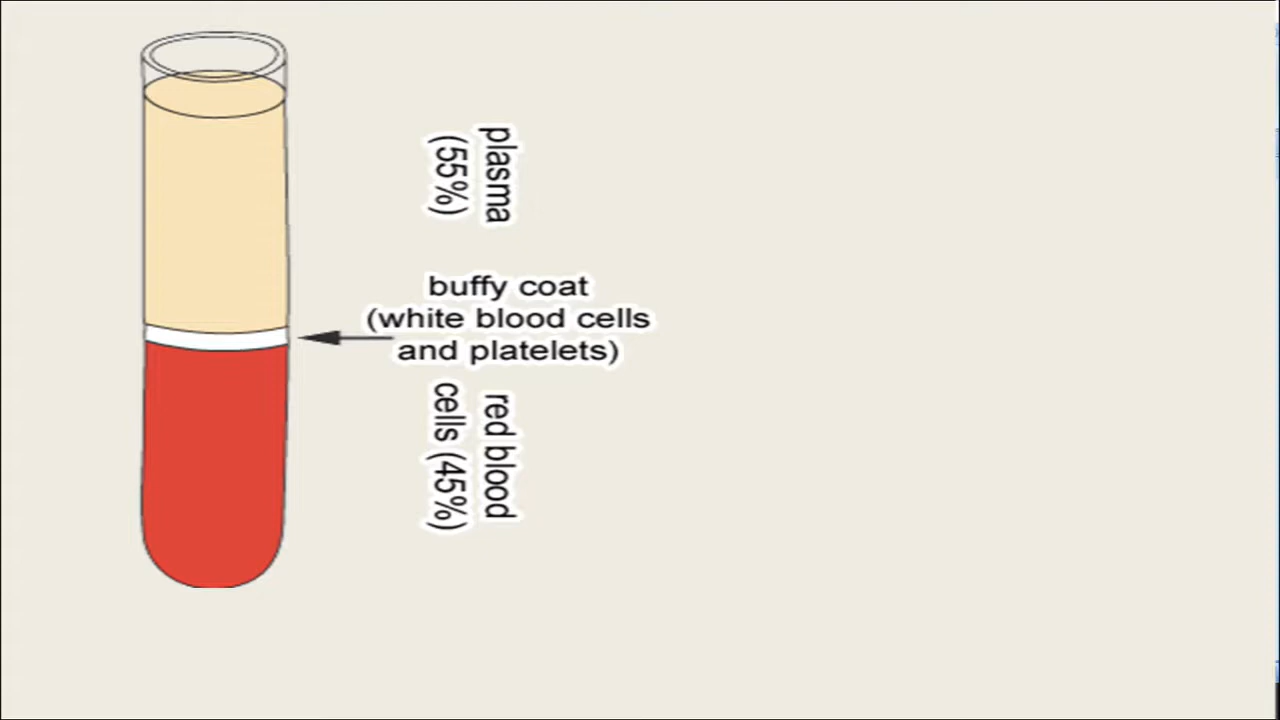 plasma
(55%)
buffy coat
(white blood cells
and platelets)
red blood
cells (45%)